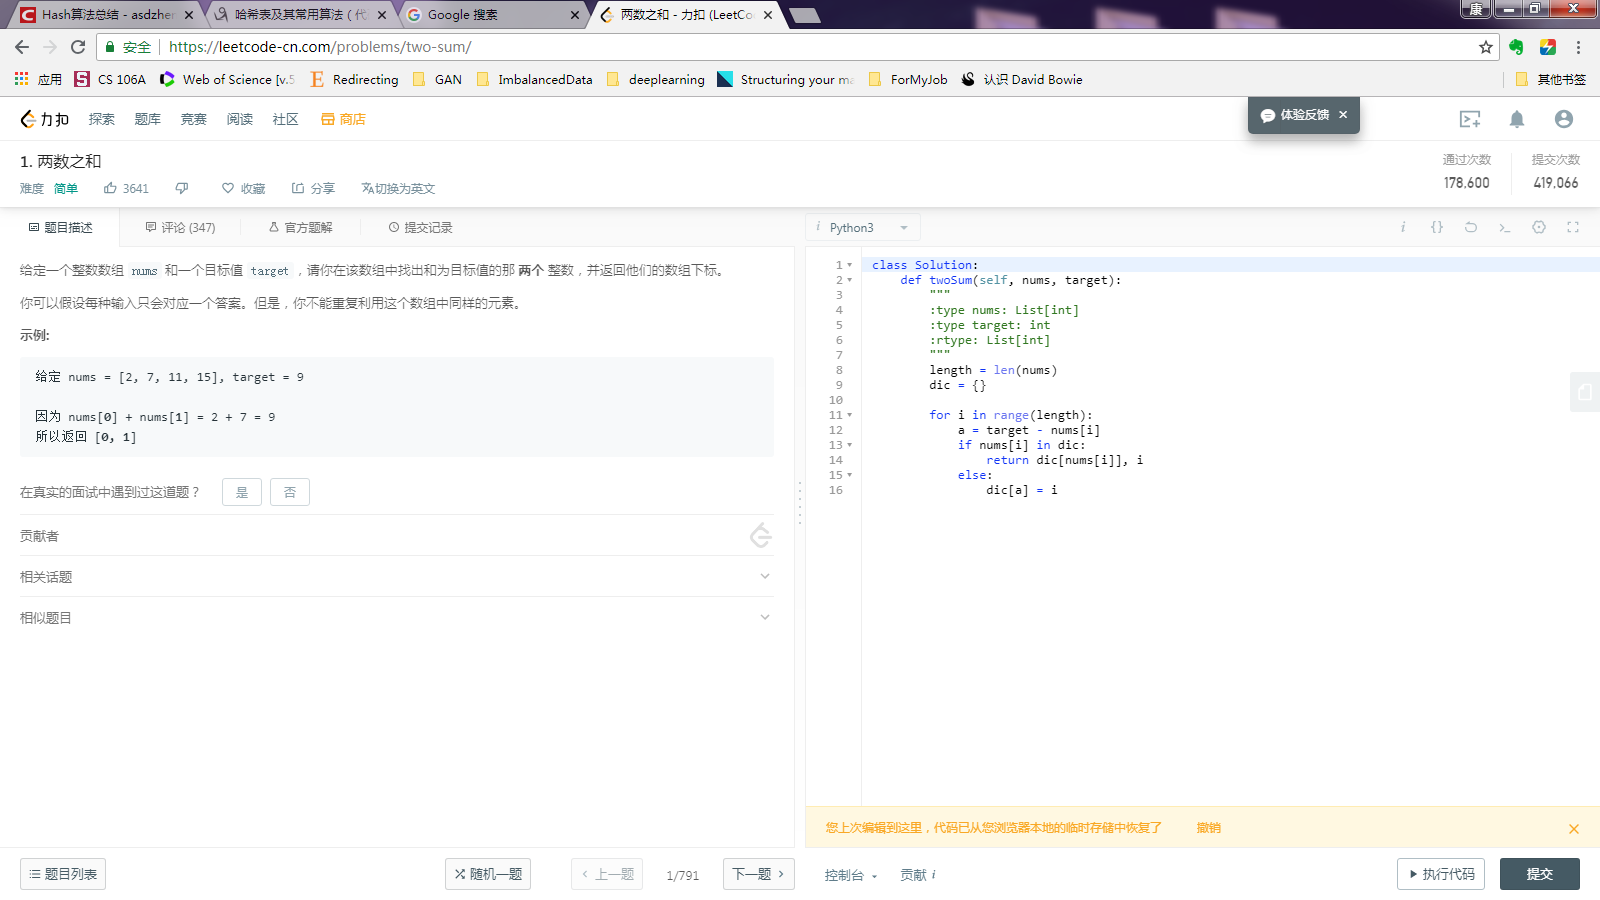 Hash算法总结 - asdzher
哈希表及其常用算法（代
Google 搜索
两数之和 - 力扣 (LeetCo
康
安全 https://leetcode-cn.com/problems/two-sum/
应用 CS 106A Web of Science [v.5 Redirecting GAN ImbalancedData deeplearning Structuring your ma ForMyJob 认识 David Bowie 其他书签
力扣 探索 题库 竞赛 阅读 社区 商店 体验反馈
1. 两数之和
通过次数 提交次数
178,600 419,066
难度 简单 3641 收藏 分享 切换为英文
题目描述 评论 (347) 官方题解 提交记录
给定一个整数数组 nums 和一个目标值 target ，请你在该数组中找出和为目标值的那 两个 整数，并返回他们的数组下标。
你可以假设每种输入只会对应一个答案。但是，你不能重复利用这个数组中同样的元素。
示例:
给定 nums = [2, 7, 11, 15], target = 9
因为 nums[0] + nums[1] = 2 + 7 = 9
所以返回 [0, 1]
在真实的面试中遇到过这道题？ 是 否
贡献者
相关话题
相似题目
题目列表 随机一题 上一题 1/791 下一题
i Python3
1 class Solution:
2     def twoSum(self, nums, target):
3         """
4         :type nums: List[int]
5         :type target: int
6         :rtype: List[int]
7         """
8         length = len(nums)
9         dic = {}
10
11         for i in range(length):
12             a = target - nums[i]
13             if nums[i] in dic:
14                 return dic[nums[i]], i
15             else:
16                 dic[a] = i
您上次编辑到这里，代码已从您浏览器本地的临时存储中恢复了 撤销
控制台 贡献 i 执行代码 提交